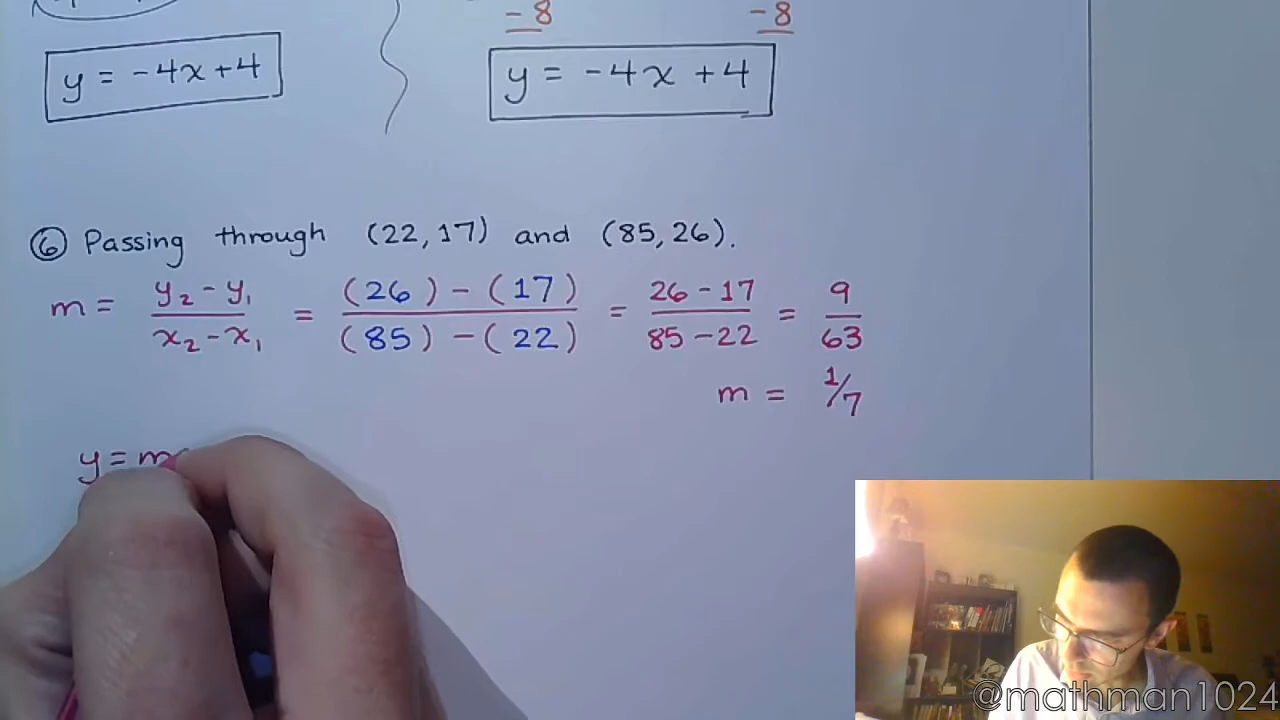 -8 -8
y = -4x+4
y = -4x +4
⑥ Passing through (22,17) and (85,26).
m = y₂-y₁ / x₂-x₁ = (26)-(17) / (85)-(22) = 26-17 / 85-22 = 9 / 63
m = 1/7
y = m
@mathman1024